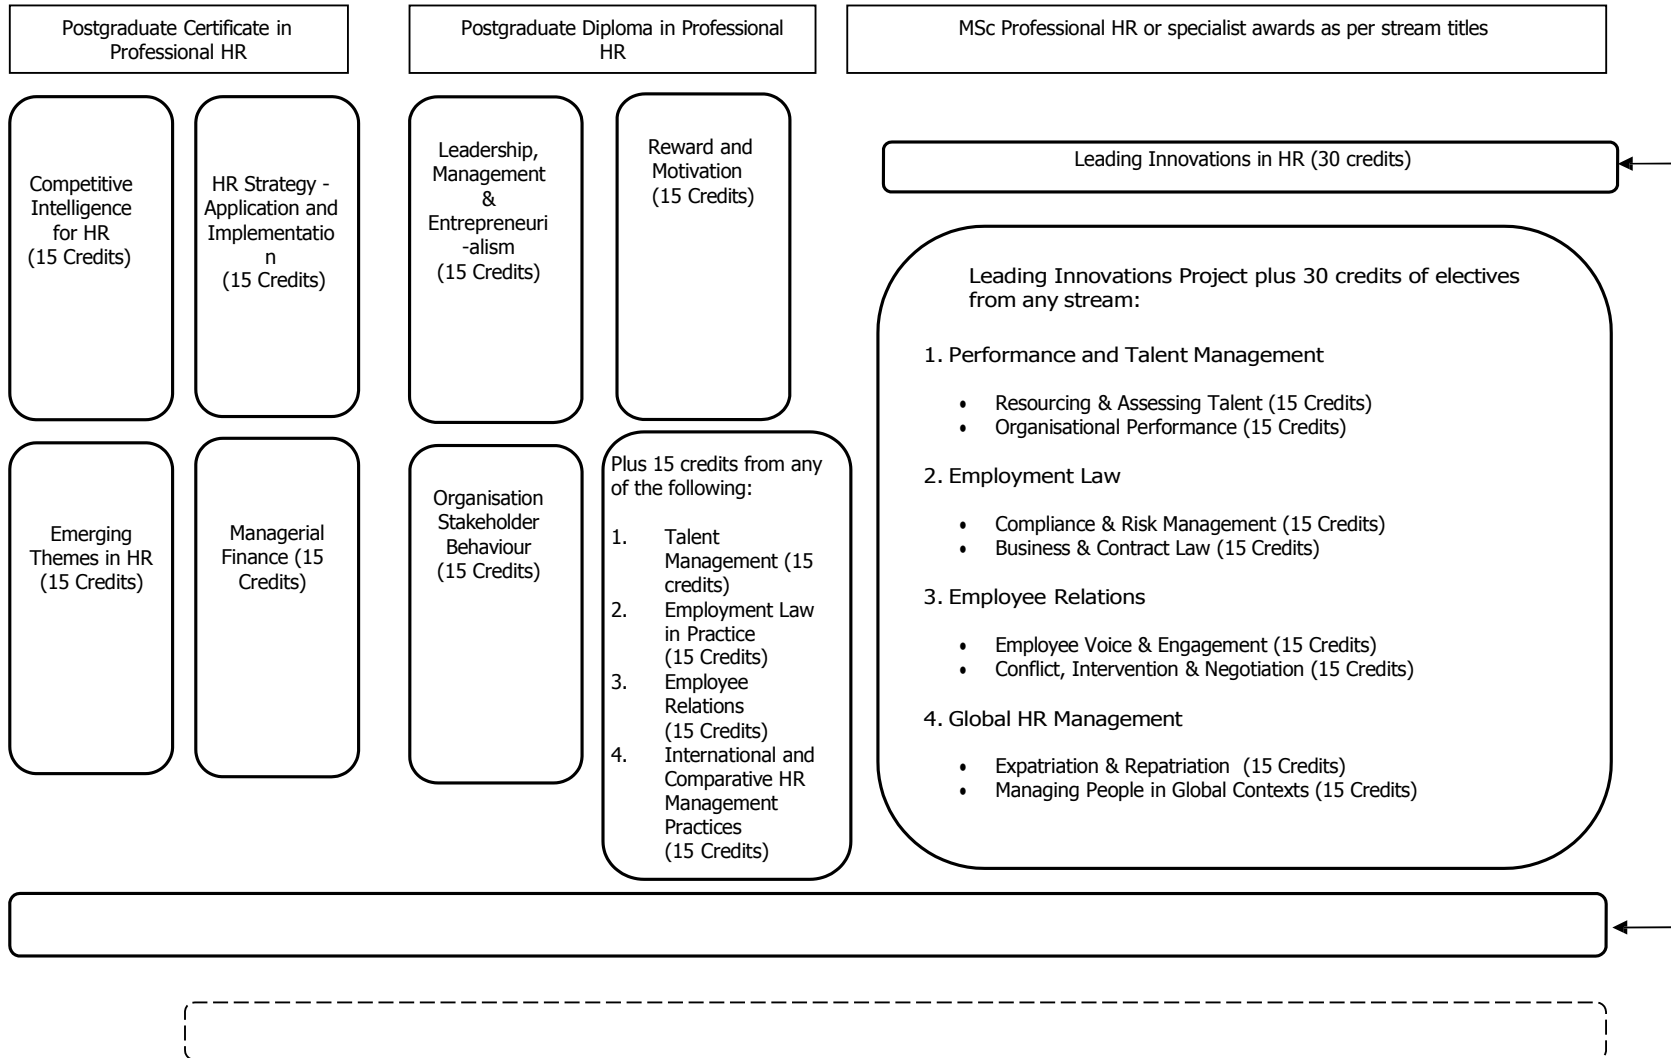 Postgraduate Certificate in
Professional HR
Postgraduate Diploma in Professional
HR
MSc Professional HR or specialist awards as per stream titles
Competitive
Intelligence
for HR
(15 Credits)
HR Strategy -
Application and
Implementatio
n
(15 Credits)
Leadership,
Management
&
Entrepreneuri
-alism
(15 Credits)
Reward and
Motivation
(15 Credits)
Leading Innovations in HR (30 credits)
Emerging
Themes in HR
(15 Credits)
Managerial
Finance (15
Credits)
Organisation
Stakeholder
Behaviour
(15 Credits)
Plus 15 credits from any
of the following:
1. Talent
Management (15
credits)
2. Employment Law
in Practice
(15 Credits)
3. Employee
Relations
(15 Credits)
4. International and
Comparative HR
Management
Practices
(15 Credits)
Leading Innovations Project plus 30 credits of electives
from any stream:
1. Performance and Talent Management
• Resourcing & Assessing Talent (15 Credits)
• Organisational Performance (15 Credits)
2. Employment Law
• Compliance & Risk Management (15 Credits)
• Business & Contract Law (15 Credits)
3. Employee Relations
• Employee Voice & Engagement (15 Credits)
• Conflict, Intervention & Negotiation (15 Credits)
4. Global HR Management
• Expatriation & Repatriation (15 Credits)
• Managing People in Global Contexts (15 Credits)